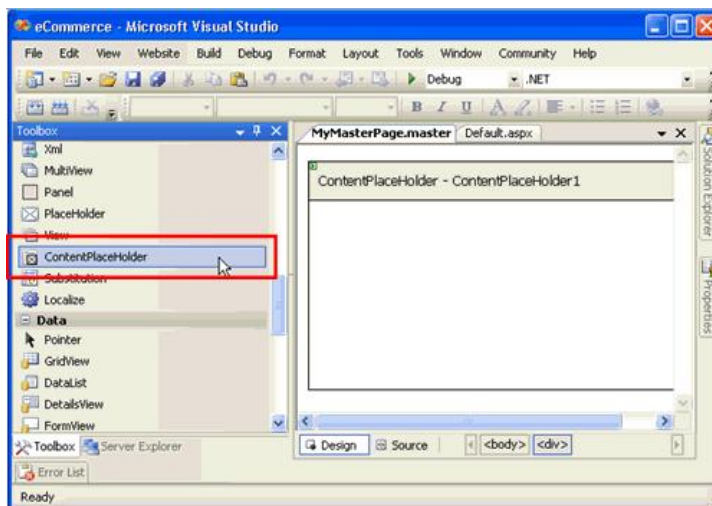 eCommerce - Microsoft Visual Studio
File Edit View Website Build Debug Format Layout Tools Window Community Help
Debug .NET
B I U A
Toolbox
MyMasterPage.master Default.aspx
Xml
MultiView
Panel
PlaceHolder
View
ContentPlaceHolder
Substitution
Localize
Data
Pointer
GridView
DataList
DetailsView
FormView
ContentPlaceHolder - ContentPlaceHolder1
Solution Explorer
Properties
Toolbox Server Explorer
Design Source <body> <div>
Error List
Ready